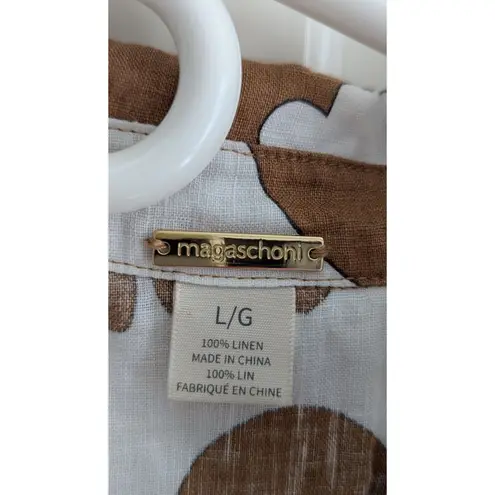 magaschoni
L/G
100% LINEN
MADE IN CHINA
100% LIN
FABRIQUÉ EN CHINE